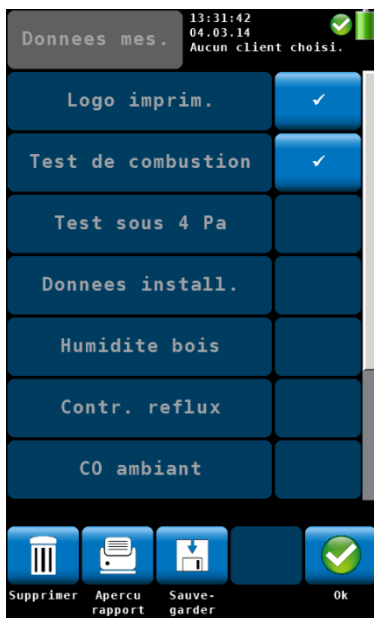 Donnees mes.
13:31:42
04.03.14
Aucun client choisi.
Logo imprim.
Test de combustion
Test sous 4 Pa
Donnees install.
Humidite bois
Contr. reflux
CO ambiant
Supprimer
Apercu
rapport
Sauve-
garder
Ok